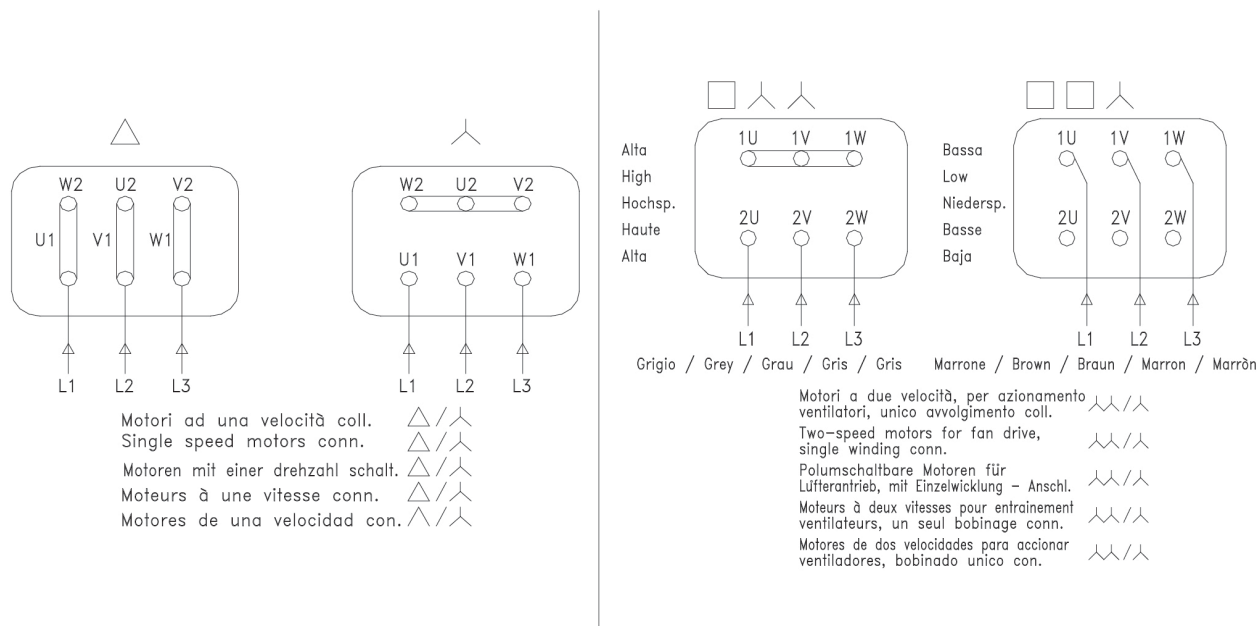 W2 U2 V2
U1 V1 W1
L1 L2 L3
W2 U2 V2
U1 V1 W1
L1 L2 L3
Motori ad una velocità coll. /
Single speed motors conn. /
Motoren mit einer drehzahl schalt. /
Moteurs à une vitesse conn. /
Motores de una velocidad con. /
Alta
High
Hochsp.
Haute
Alta
1U 1V 1W
2U 2V 2W
L1 L2 L3
Grigio / Grey / Grau / Gris / Gris
Bassa
Low
Niedersp.
Basse
Baja
1U 1V 1W
2U 2V 2W
L1 L2 L3
Marrone / Brown / Braun / Marron / Marròn
Motori a due velocità, per azionamento
ventilatori, unico avvolgimento coll. /
Two-speed motors for fan drive,
single winding conn. /
Polumschaltbare Motoren für
Lüfterantrieb, mit Einzelwicklung - Anschl. /
Moteurs à deux vitesses pour entrainement
ventilateurs, un seul bobinage conn. /
Motores de dos velocidades para accionar
ventiladores, bobinado unico con. /